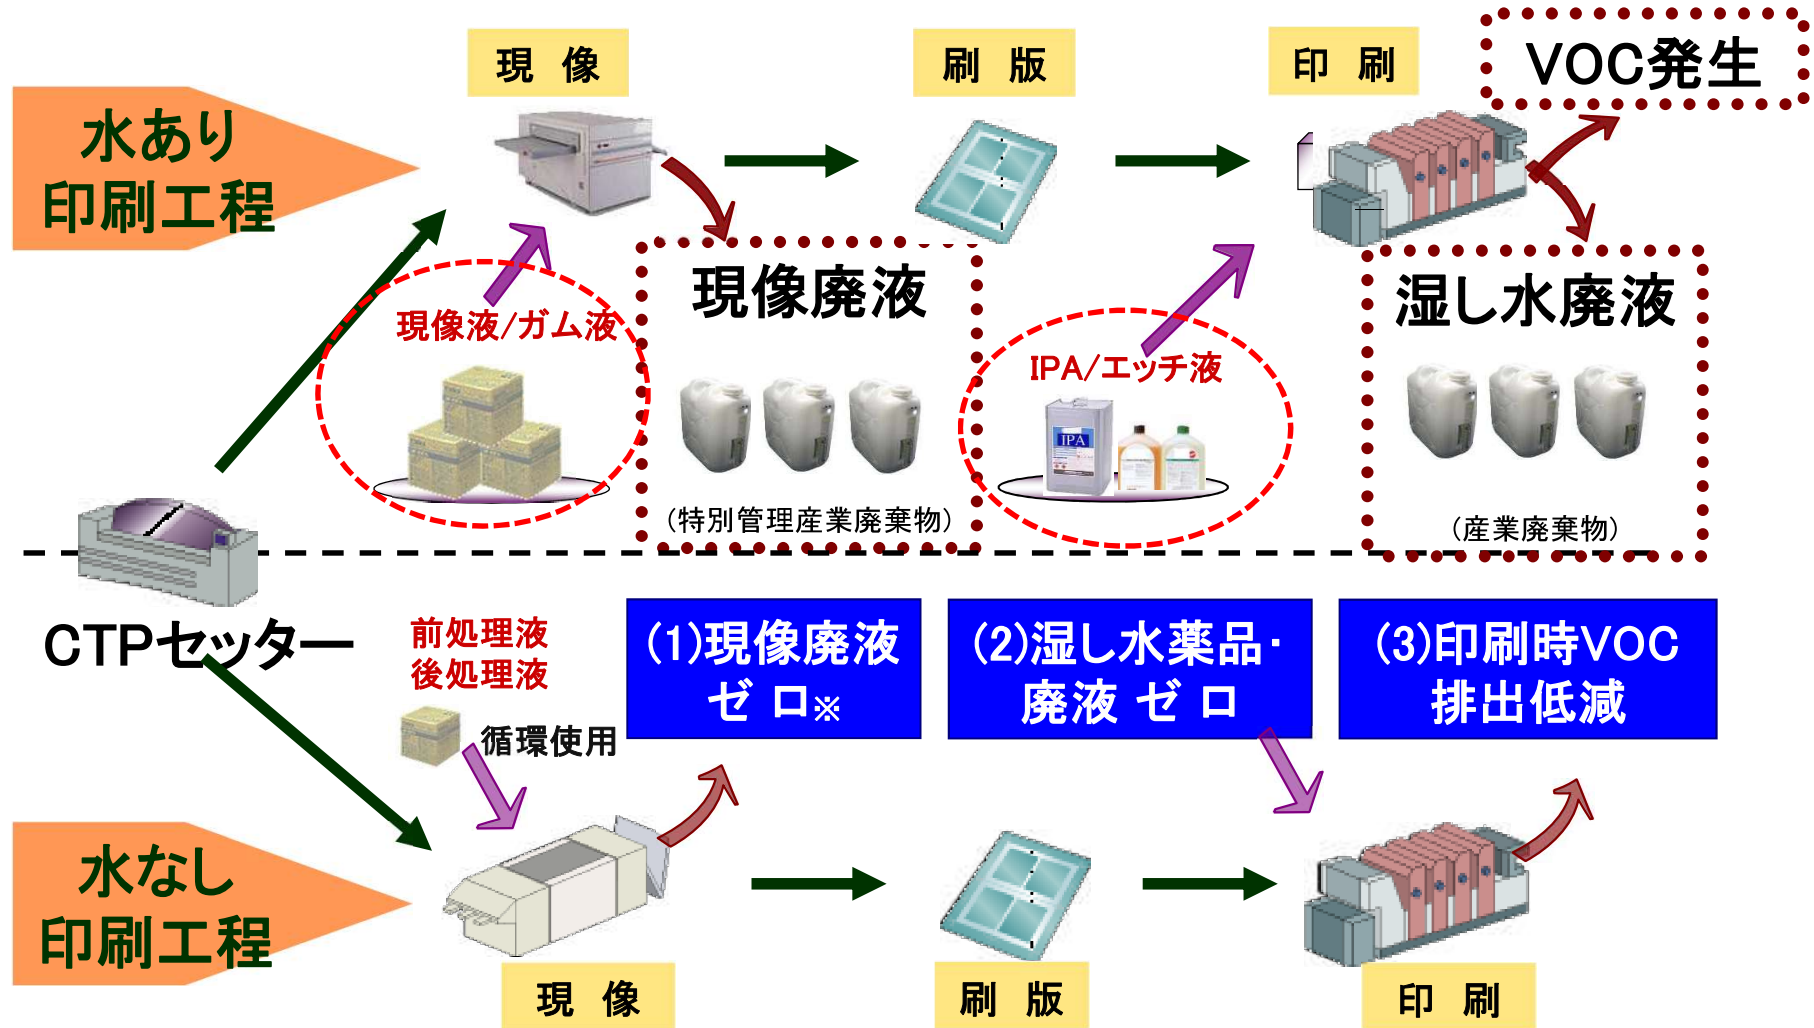 現 像
刷 版
印 刷
VOC発生
水あり
印刷工程
現像液/ガム液
現像廃液
(特別管理産業廃棄物)
IPA/エッチ液
IPA
湿し水廃液
(産業廃棄物)
CTPセッター
前処理液
後処理液
循環使用
(1)現像廃液
ゼ ロ※
(2)湿し水薬品・
廃液 ゼ ロ
(3)印刷時VOC
排出低減
水なし
印刷工程
現 像
刷 版
印 刷